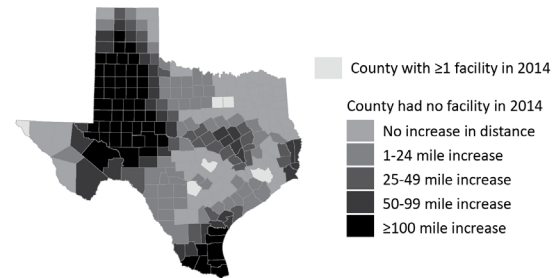 County with ≥1 facility in 2014
County had no facility in 2014
No increase in distance
1-24 mile increase
25-49 mile increase
50-99 mile increase
≥100 mile increase